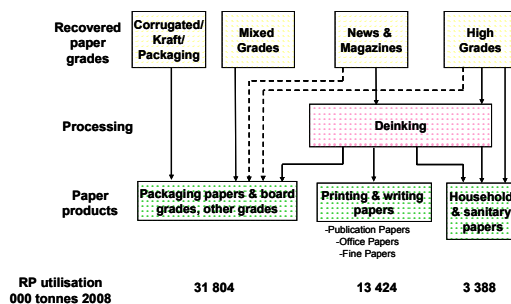 Recovered
paper
grades
Corrugated/
Kraft/
Packaging
Mixed
Grades
News &
Magazines
High
Grades
Processing
Deinking
Paper
products
Packaging papers & board
grades, other grades
Printing & writing
papers
Household
& sanitary
papers
-Publication Papers
-Office Papers
-Fine Papers
RP utilisation
000 tonnes 2008
31 804
13 424
3 388